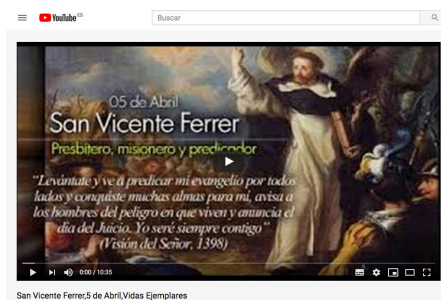 YouTube ES
Buscar
05 de Abril
San Vicente Ferrer
Presbítero, misionero y predicador
“Levántate y ve a predicar mi evangelio por todos
lados y conquiste muchas almas para mi, avisa a
los hombres del peligro en que viven y anuncia el
día del Juicio. Yo seré siempre contigo”
(Visión del Señor, 1398)
0:00 / 10:35
San Vicente Ferrer,5 de Abril,Vidas Ejemplares